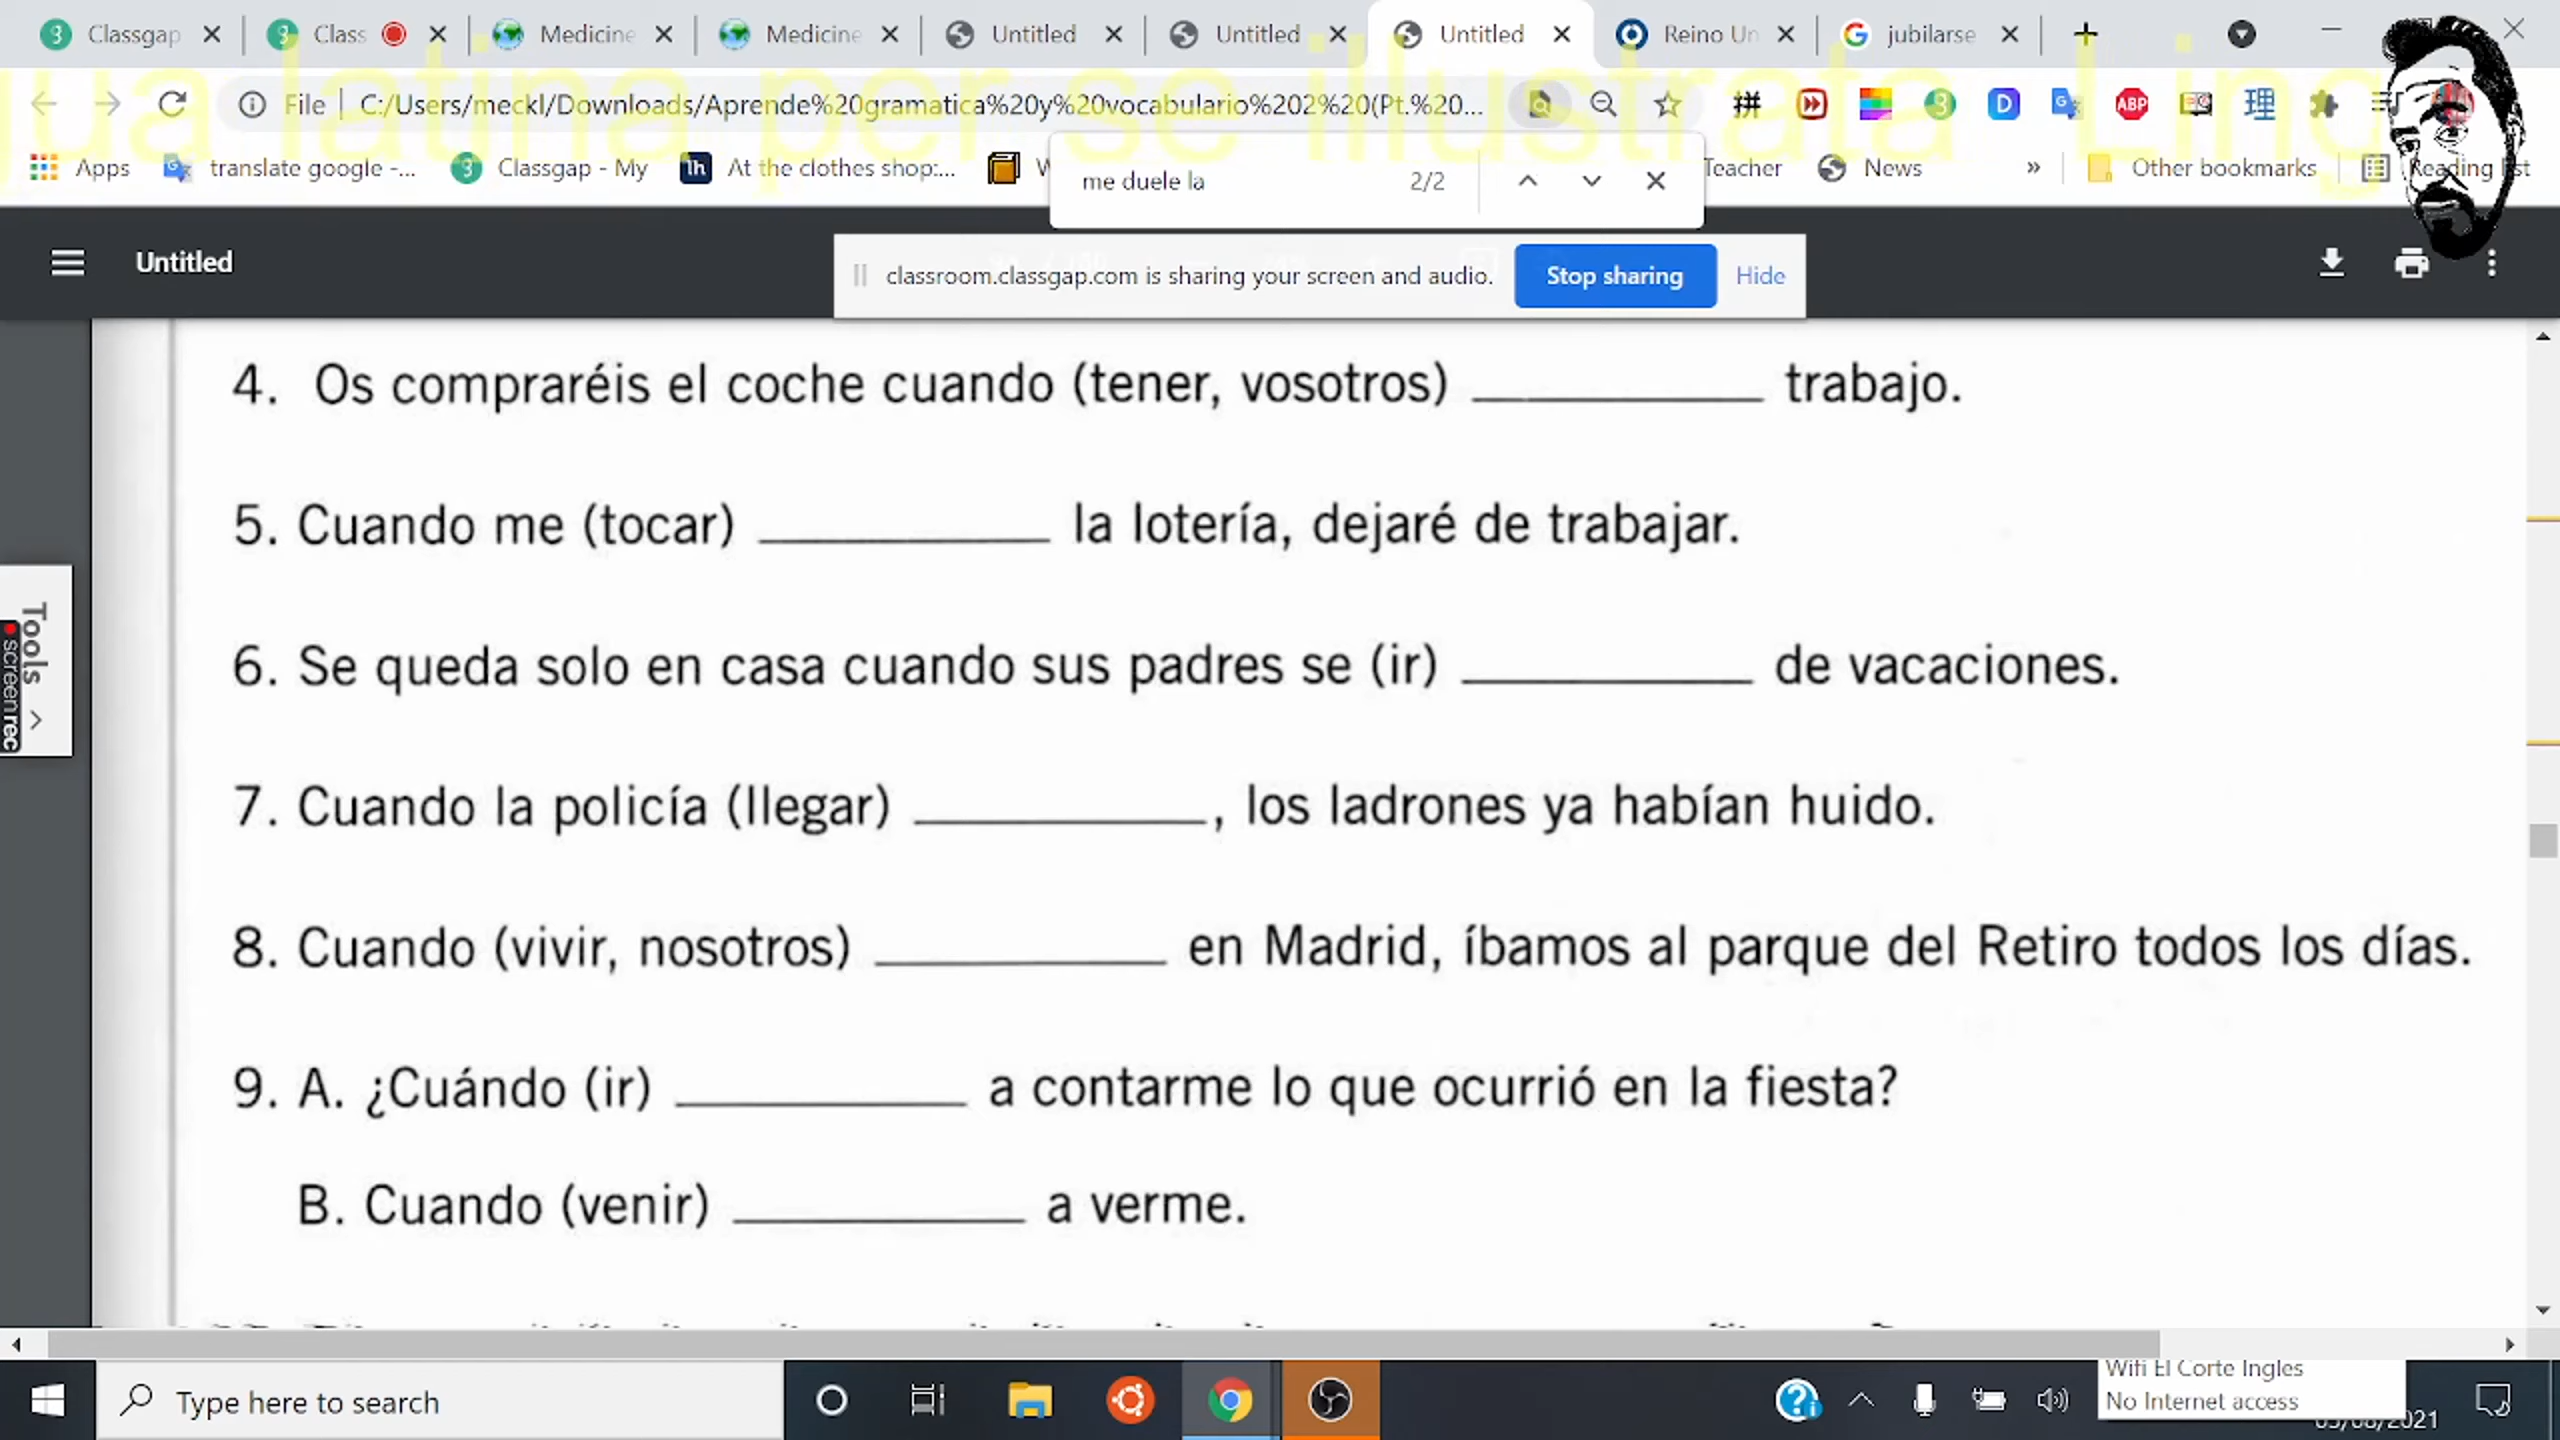 Classgap
Class
Medicine
Medicine
Untitled
Untitled
Untitled
Reino Un
jubilarse
gua latina per se illustrata Ling
File
C:/Users/meckl/Downloads/Aprende%20gramatica%20y%20vocabulario%202%20(Pt.%20...
ABP
Apps
translate google -...
Classgap - My
At the clothes shop:...
Teacher
News
»
Other bookmarks
Reading list
me duele la
2/2
Untitled
classroom.classgap.com is sharing your screen and audio.
Stop sharing
Hide
4. Os compraréis el coche cuando (tener, vosotros) __________ trabajo.
5. Cuando me (tocar) __________ la lotería, dejaré de trabajar.
6. Se queda solo en casa cuando sus padres se (ir) __________ de vacaciones.
7. Cuando la policía (llegar) __________, los ladrones ya habían huido.
8. Cuando (vivir, nosotros) __________ en Madrid, íbamos al parque del Retiro todos los días.
9. A. ¿Cuándo (ir) __________ a contarme lo que ocurrió en la fiesta?
B. Cuando (venir) __________ a verme.
Tools
screenrec
Type here to search
Wifi El Corte Ingles
No Internet access